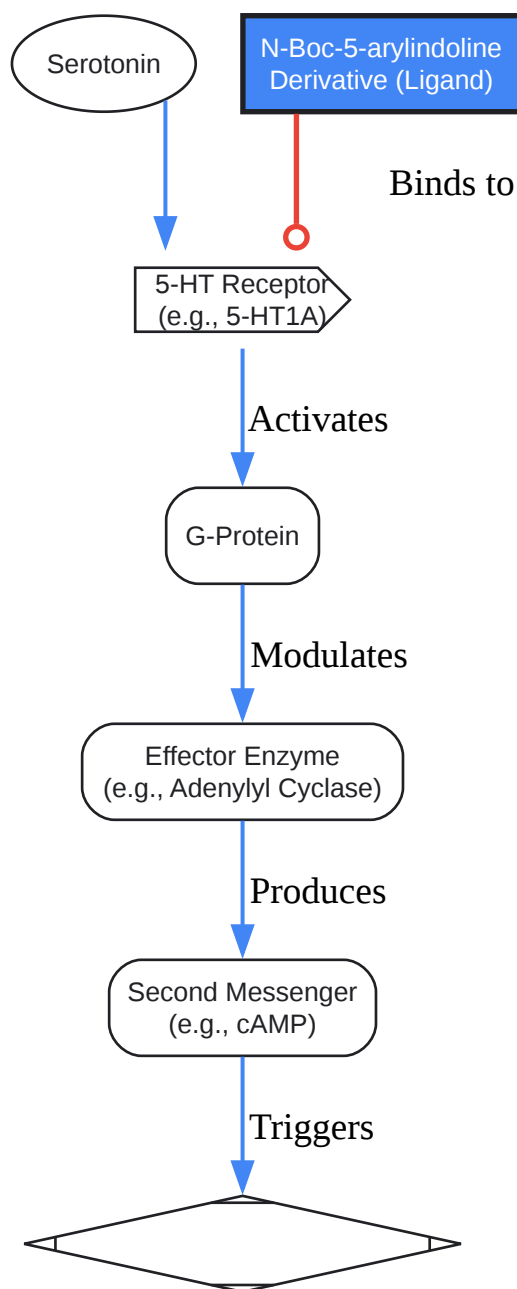 Serotonin
N-Boc-5-arylindoline
Derivative (Ligand)
Binds to
5-HT Receptor
(e.g., 5-HT1A)
Activates
G-Protein
Modulates
Effector Enzyme
(e.g., Adenylyl Cyclase)
Produces
Second Messenger
(e.g., cAMP)
Triggers